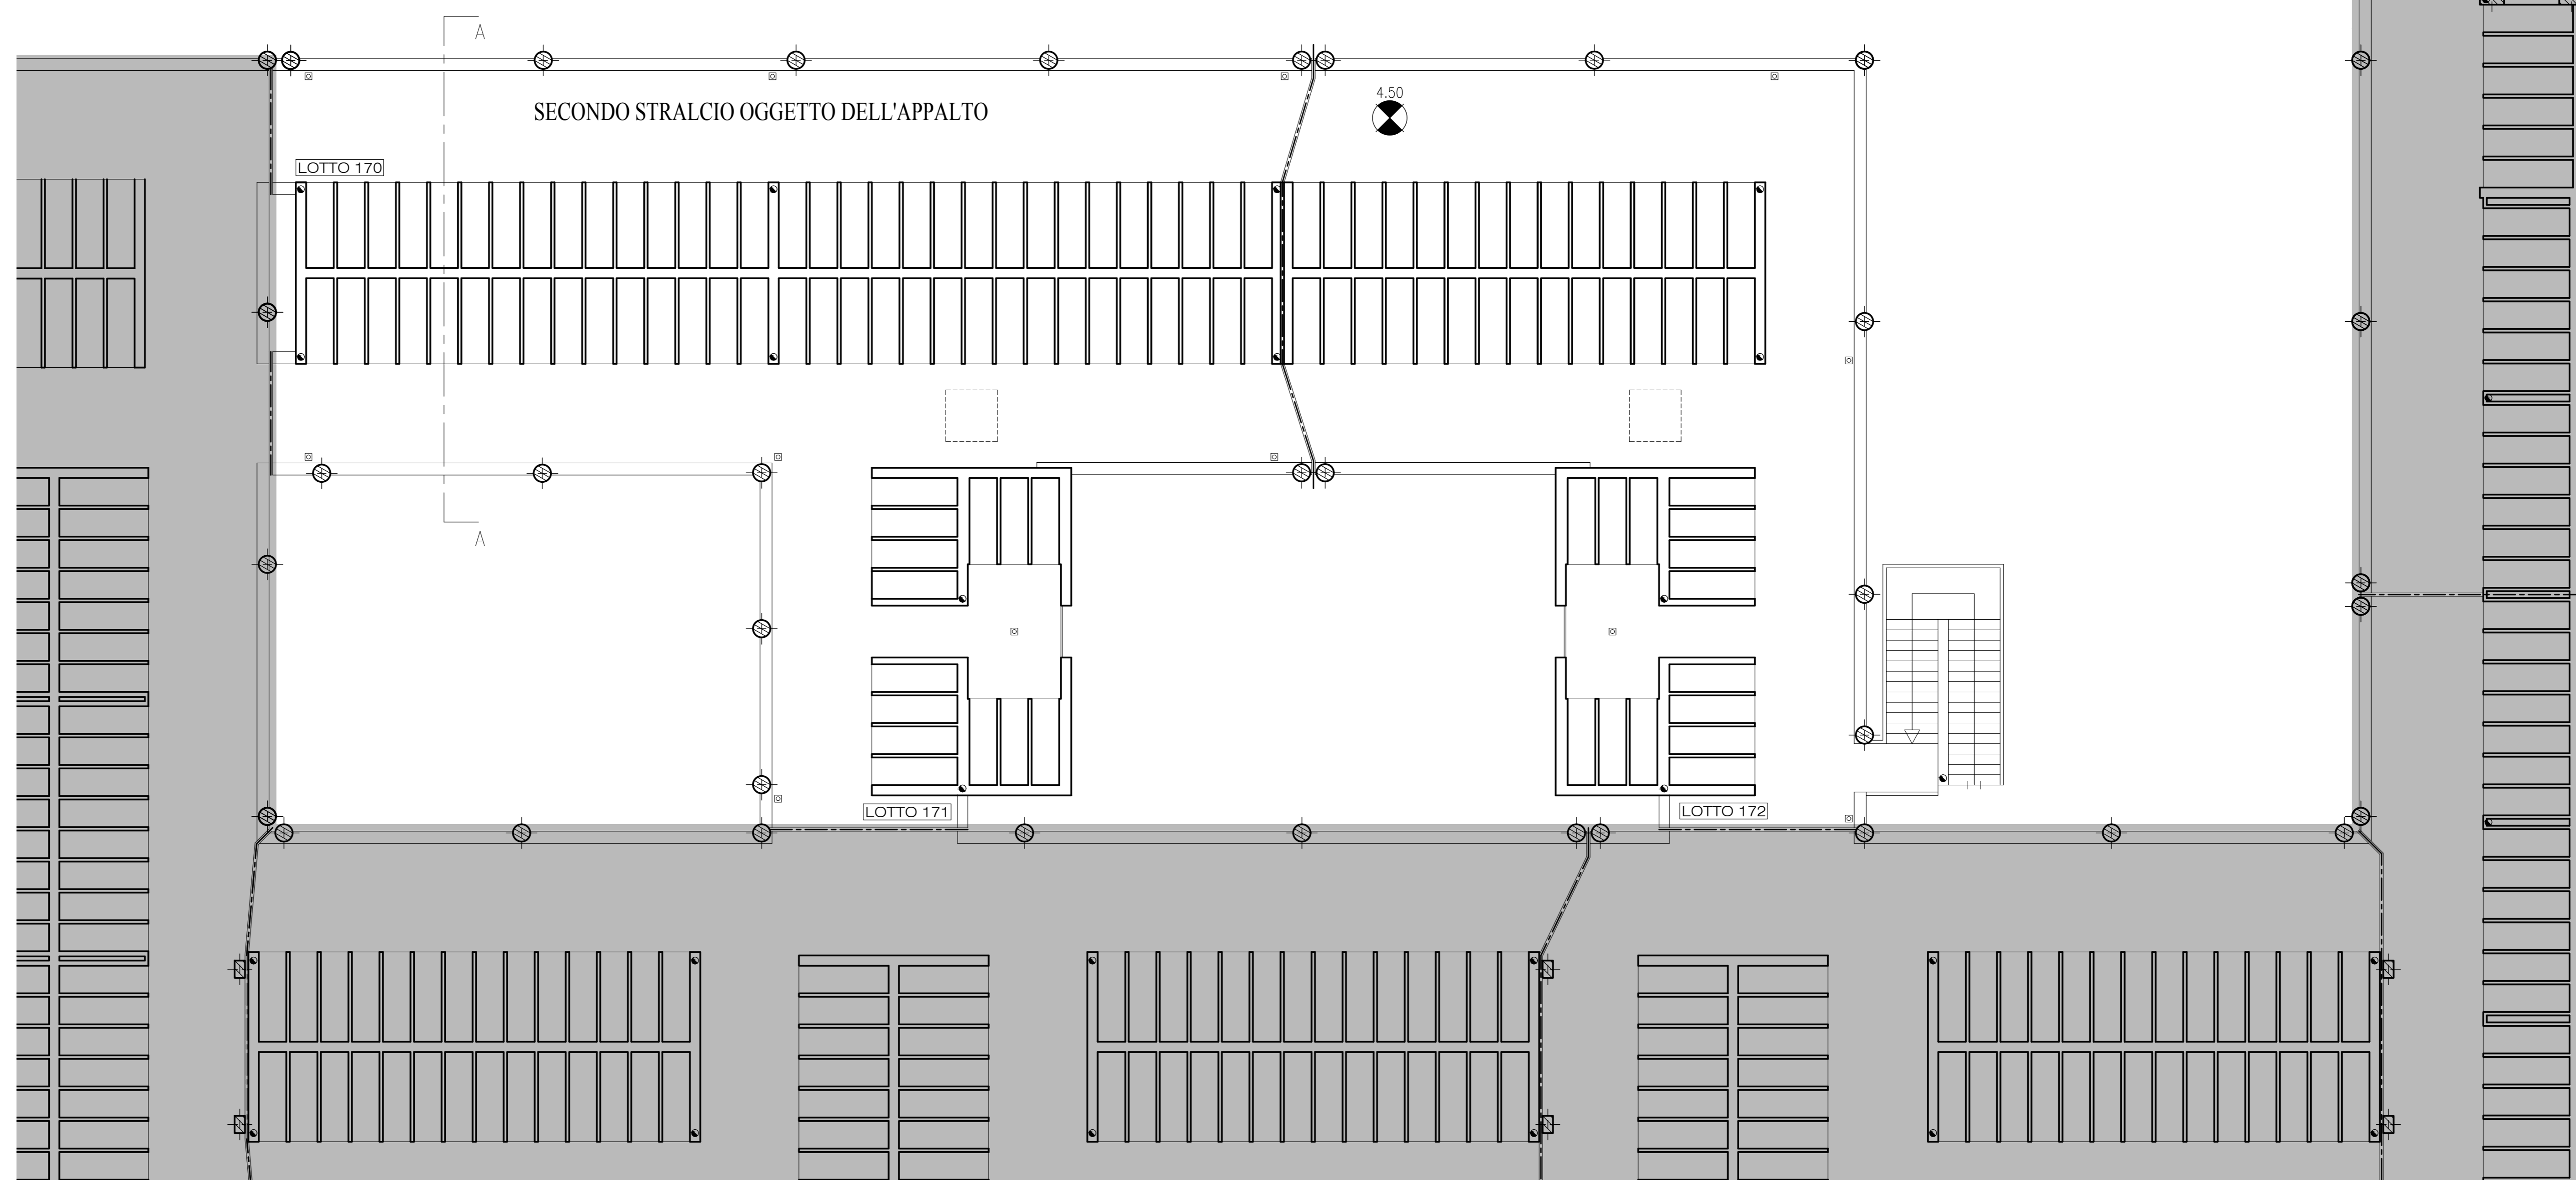 A
SECONDO STRALCIO OGGETTO DELL'APPALTO
4.50
LOTTO 170
A
LOTTO 171
LOTTO 172